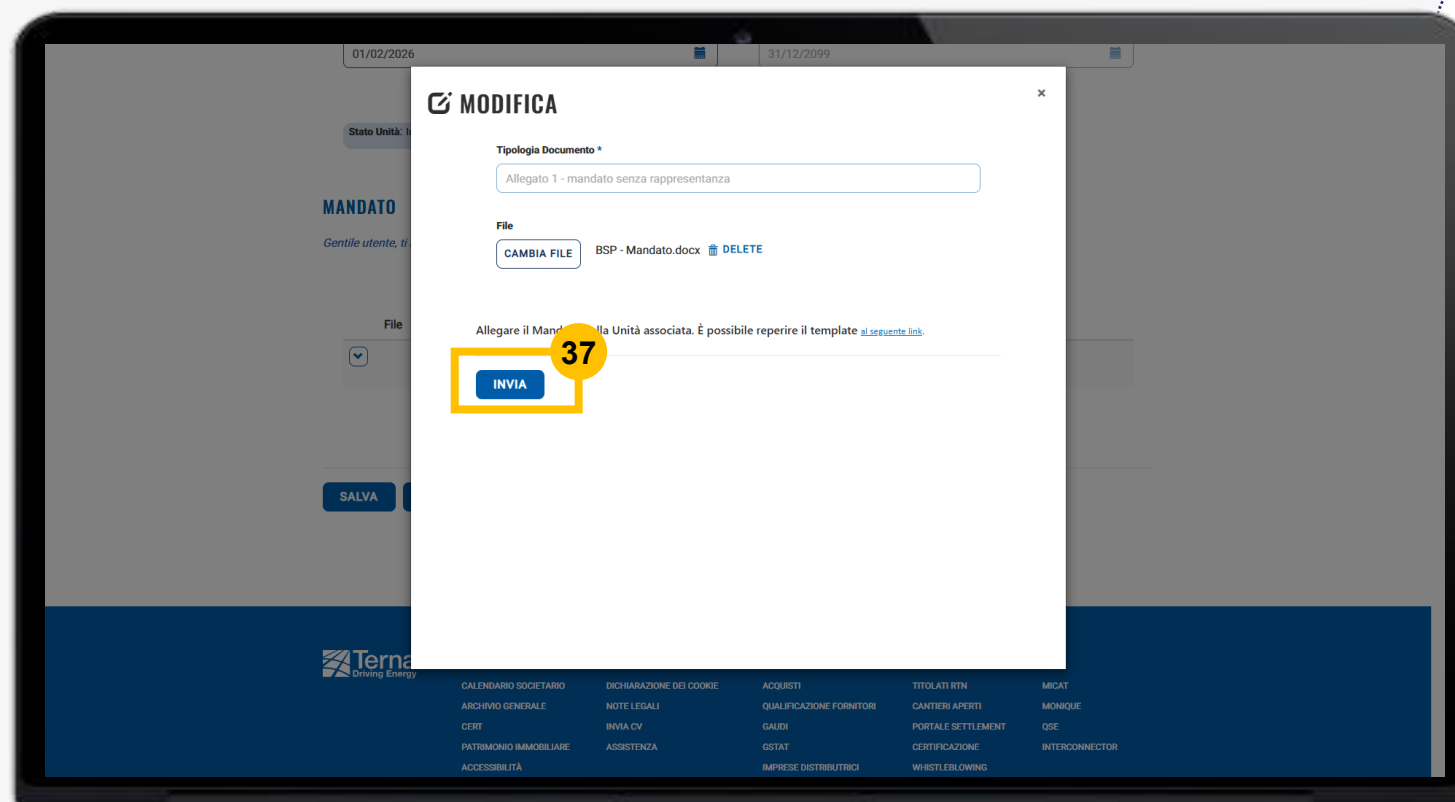 01/02/2026
31/12/2099
MODIFICA
×
Stato Unità:
Tipologia Documento *
Allegato 1 - mandato senza rappresentanza
MANDATO
Gentile utente, ti
File
CAMBIA FILE
BSP - Mandato.docx
DELETE
File
Allegare il Unità associata. È possibile reperire il template al seguente link.
37
INVIA
SALVA
Terna
Driving Energy
CALENDARIO SOCIETARIO DICHIARAZIONE DEI COOKIE ACQUISTI TITOLATI RTN MICAT
ARCHIVIO GENERALE NOTE LEGALI QUALIFICAZIONE FORNITORI CANTIERI APERTI MONIQUE
CERT INVIA CV GAUDI PORTALE SETTLEMENT QSE
PATRIMONIO IMMOBILIARE ASSISTENZA GSTAT CERTIFICAZIONE INTERCONNECTOR
ACCESSIBILITÀ IMPRESE DISTRIBUTRICI WHISTLEBLOWING